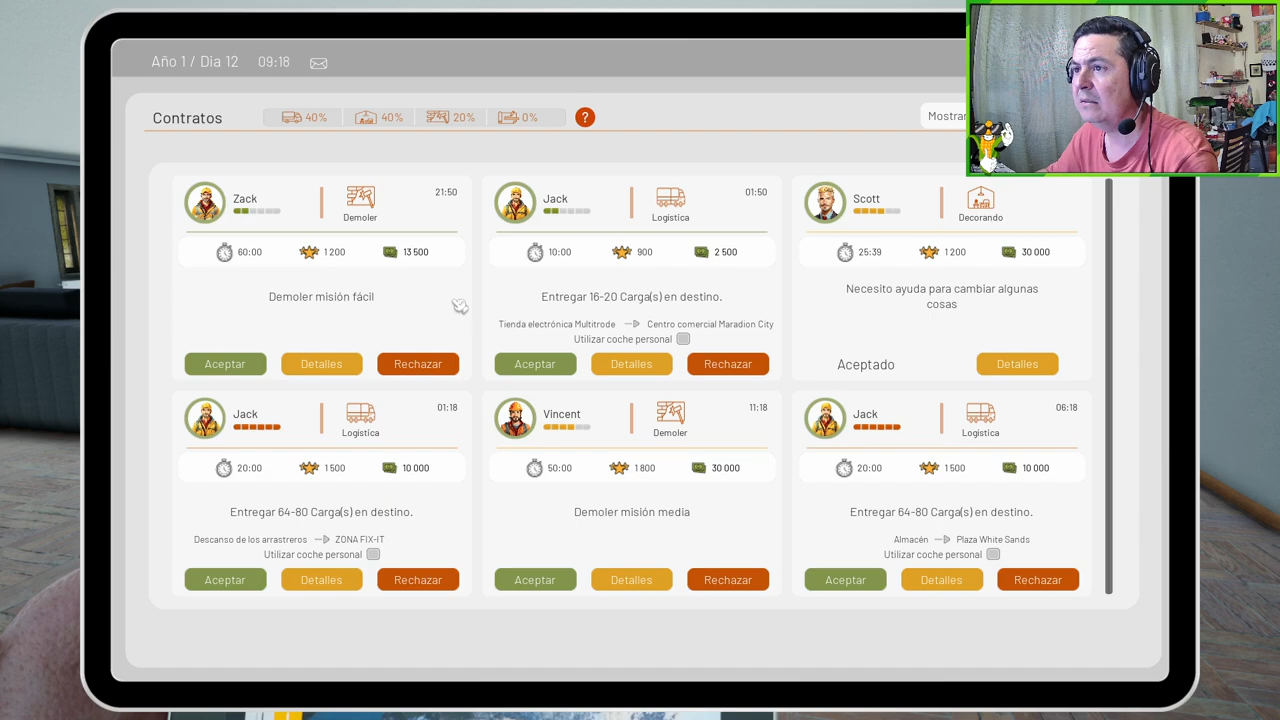 Año 1 / Dia 12 09:18
Contratos 40% 40% 20% 0% ? Mostrar
Zack Demoler 21:50
60:00 1 200 13 500
Demoler misión fácil
Aceptar Detalles Rechazar
Jack Logística 01:50
10:00 900 2 500
Entregar 16-20 Carga(s) en destino.
Tienda electrónica Multitrode Centro comercial Maradion City
Utilizar coche personal
Aceptar Detalles Rechazar
Scott Decorando
25:39 1 200 30 000
Necesito ayuda para cambiar algunas
cosas
Aceptado Detalles
Jack Logística 01:18
20:00 1 500 10 000
Entregar 64-80 Carga(s) en destino.
Descanso de los arrastreros ZONA FIX-IT
Utilizar coche personal
Aceptar Detalles Rechazar
Vincent Demoler 11:18
50:00 1 800 30 000
Demoler misión media
Aceptar Detalles Rechazar
Jack Logística 06:18
20:00 1 500 10 000
Entregar 64-80 Carga(s) en destino.
Almacén Plaza White Sands
Utilizar coche personal
Aceptar Detalles Rechazar